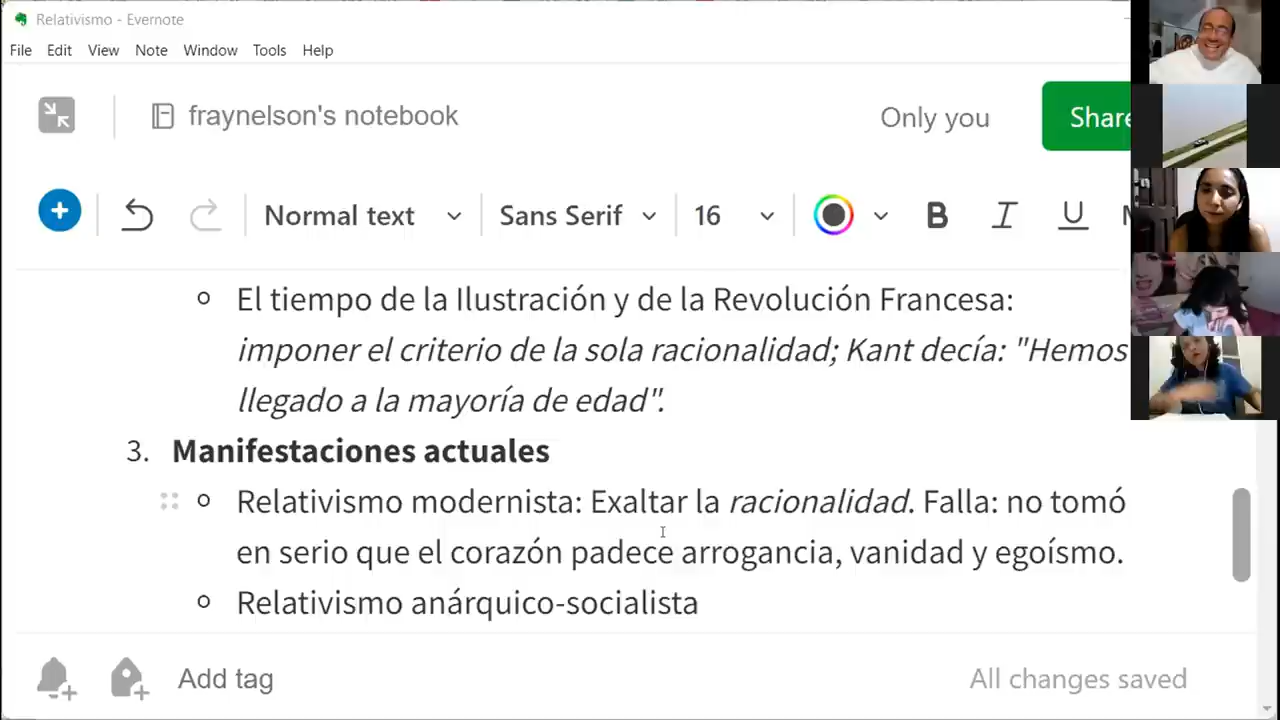 Relativismo - Evernote
File Edit View Note Window Tools Help
fraynelson's notebook
Only you
Share
Normal text
Sans Serif
16
B I U
El tiempo de la Ilustración y de la Revolución Francesa:
imponer el criterio de la sola racionalidad; Kant decía: "Hemos
llegado a la mayoría de edad".
3. Manifestaciones actuales
Relativismo modernista: Exaltar la racionalidad. Falla: no tomó
en serio que el corazón padece arrogancia, vanidad y egoísmo.
Relativismo anárquico-socialista
Add tag
All changes saved